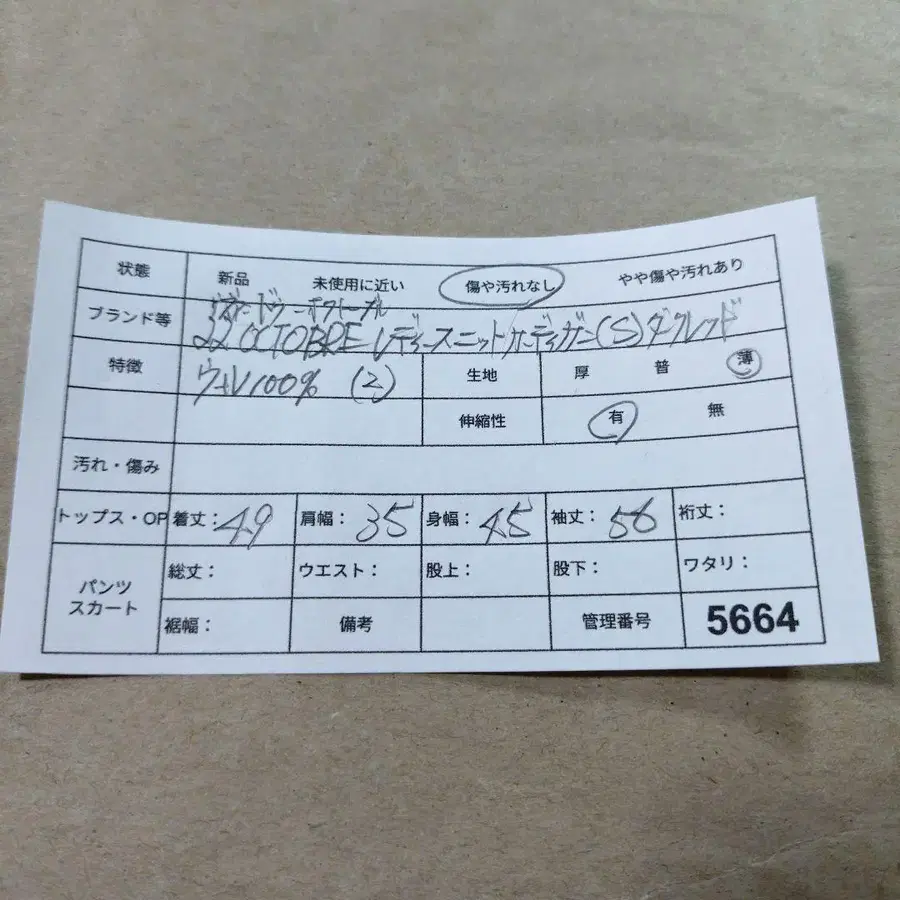 状態 新品 未使用に近い 傷や汚れなし やや傷や汚れあり
ブランド等 ドゥーオクトーブル
22 OCTOBRE レディースニットカーディガン(S)ダークレッド
特徴 ウール100% (2) 生地 厚 普 薄
伸縮性 有 無
汚れ・傷み
トップス・OP 着丈:49 肩幅:35 身幅:45 袖丈:56 裄丈:
パンツ スカート 総丈: ウエスト: 股上: 股下: ワタリ:
裾幅: 備考 管理番号 5664